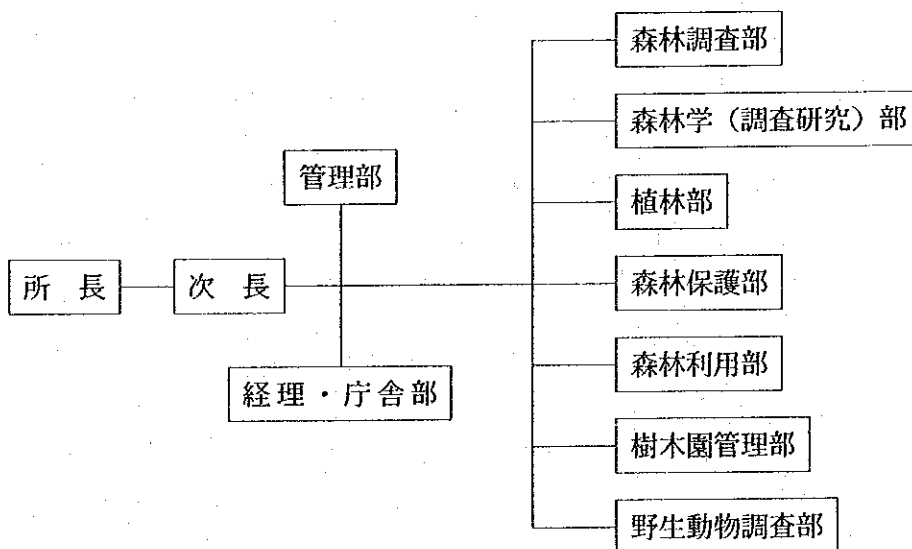 森林調査部
森林学（調査研究）部
管理部
植林部
所長
次長
森林保護部
森林利用部
経理・庁舎部
樹木園管理部
野生動物調査部